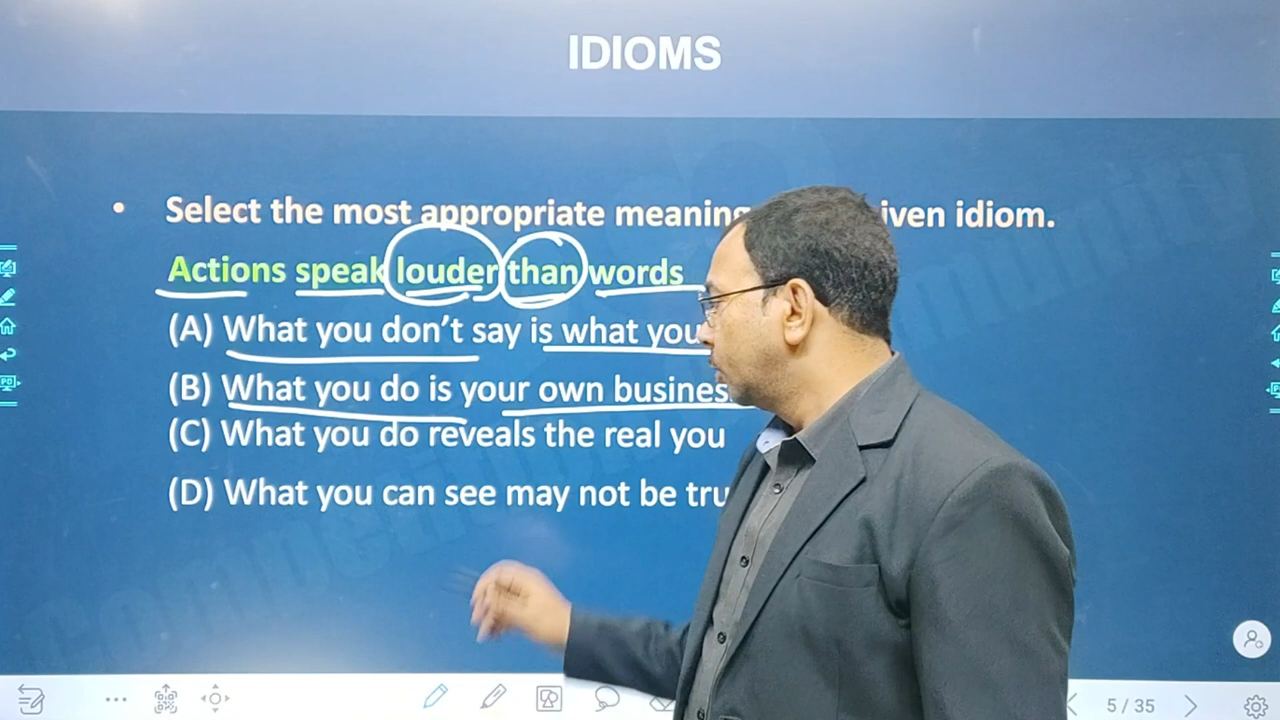 IDIOMS
• Select the most appropriate meaning iven idiom.
Actions speak louder than words
(A) What you don't say is what you
(B) What you do is your own busines
(C) What you do reveals the real you
(D) What you can see may not be tru
5 / 35